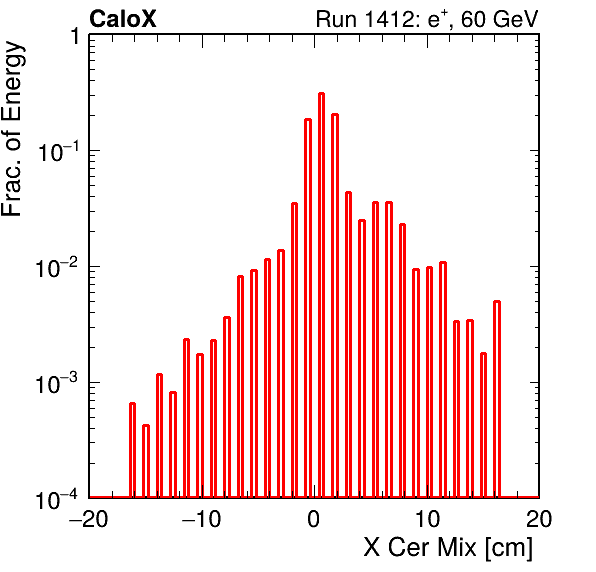 CaloX Run 1412: e⁺, 60 GeV
Frac. of Energy
1
10⁻¹
10⁻²
10⁻³
10⁻⁴
−20 −10 0 10 20
X Cer Mix [cm]